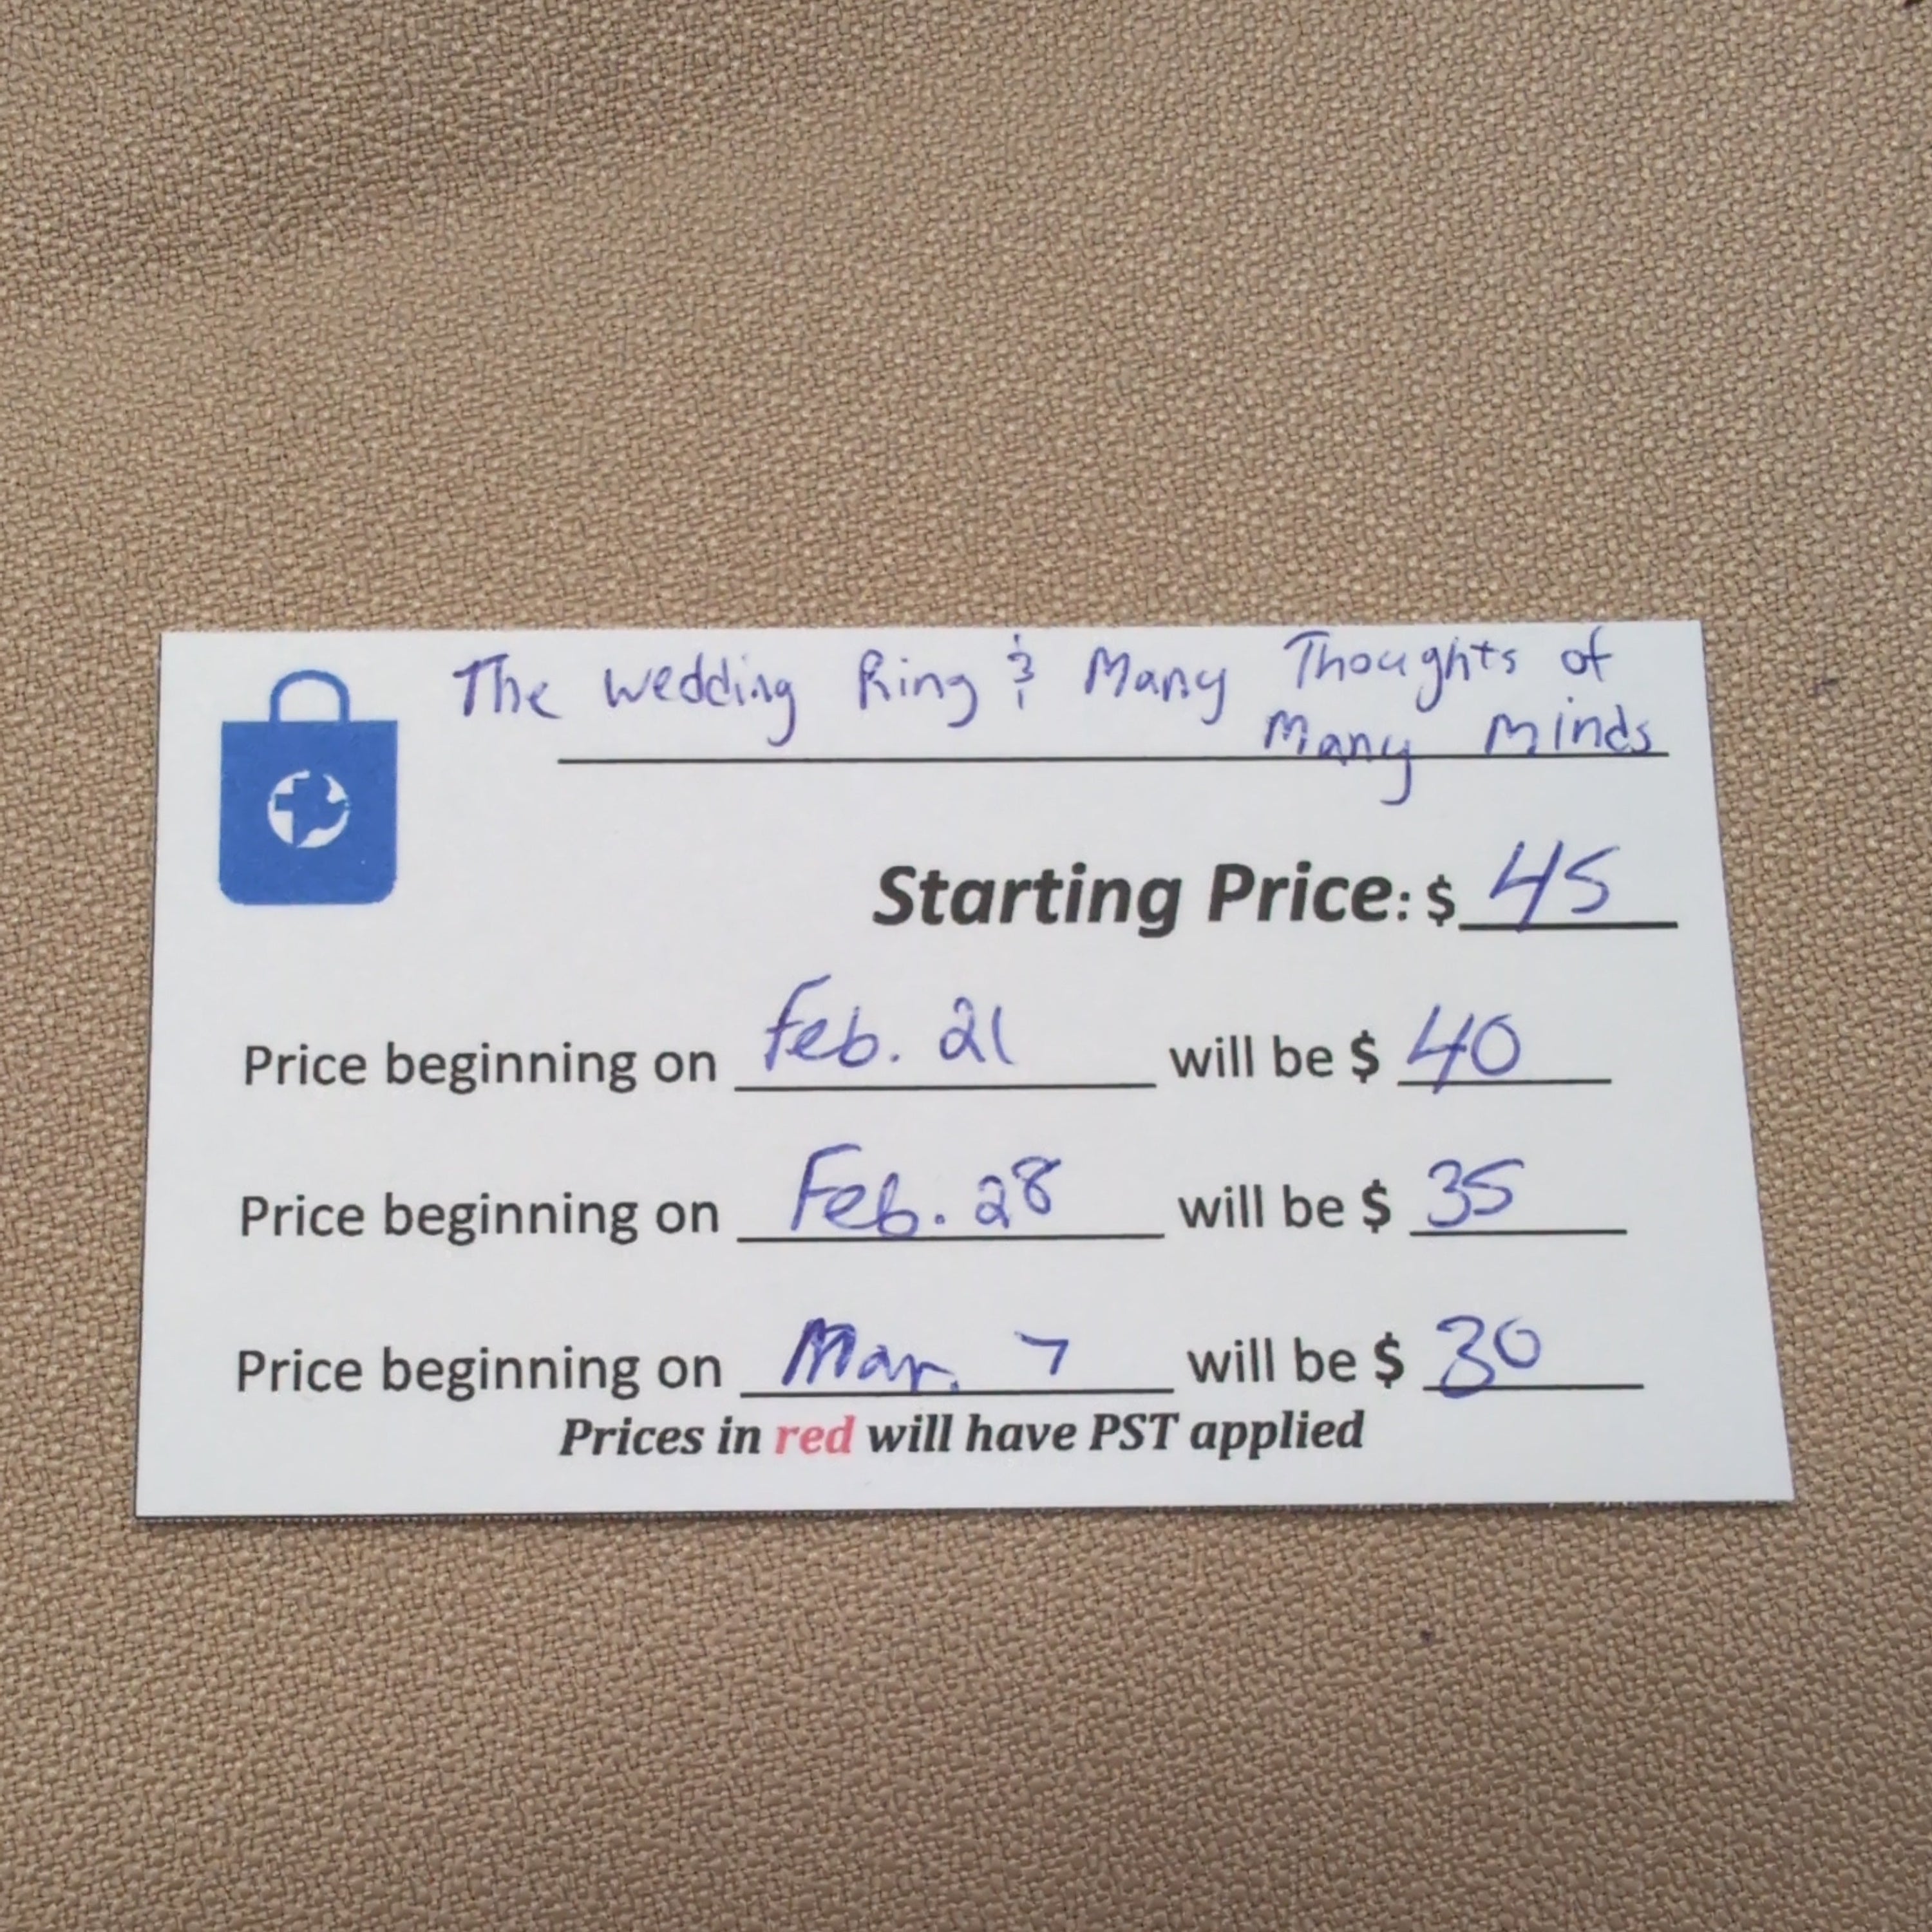 The Wedding Ring & Many Thoughts of
Many Minds
Starting Price: $ 45
Price beginning on Feb. 21 will be $ 40
Price beginning on Feb. 28 will be $ 35
Price beginning on Mar. 7 will be $ 30
Prices in red will have PST applied